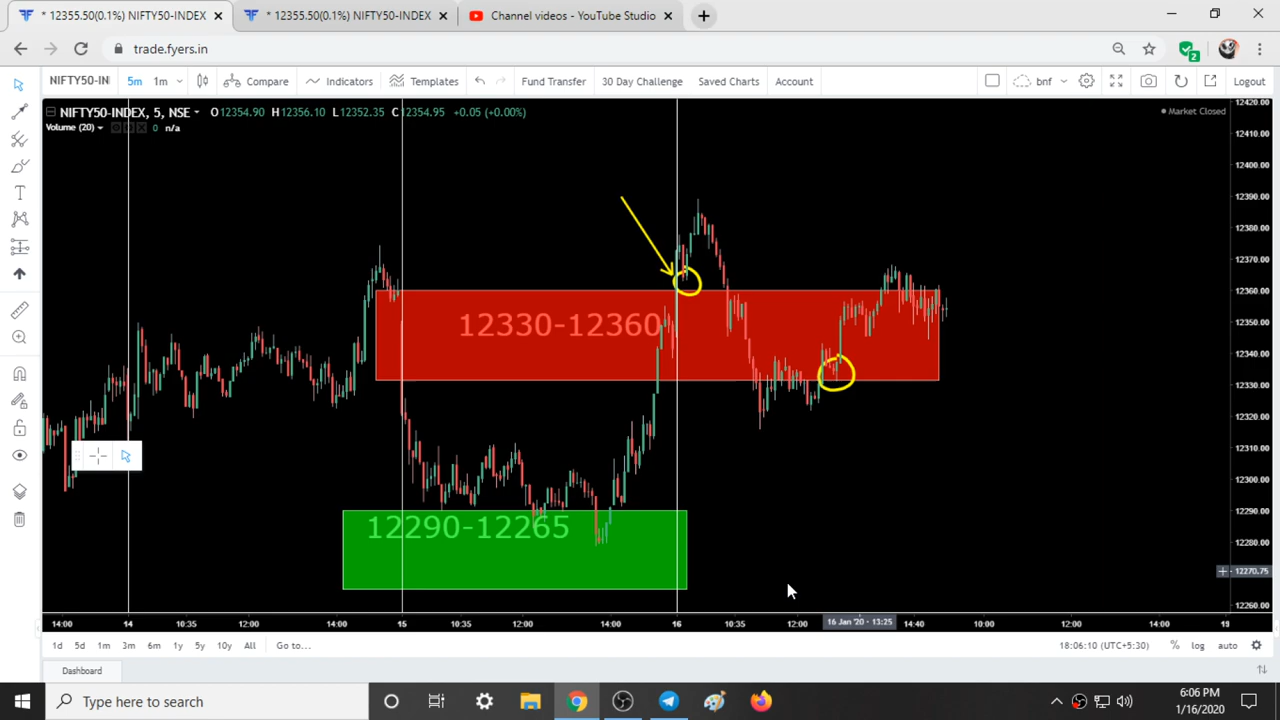 * 12355.50(0.1%) NIFTY50-INDEX
* 12355.50(0.1%) NIFTY50-INDEX
Channel videos - YouTube Studio
trade.fyers.in
2
NIFTY50-IN
5m
1m
Compare
Indicators
Templates
Fund Transfer
30 Day Challenge
Saved Charts
Account
bnf
Logout
NIFTY50-INDEX, 5, NSE
O12354.90 H12356.10 L12352.35 C12354.95 +0.05 (+0.00%)
Market Closed
Volume (20)
0 n/a
12330-12360
12290-12265
12420.00
12410.00
12400.00
12390.00
12380.00
12370.00
12360.00
12350.00
12340.00
12330.00
12320.00
12310.00
12300.00
12290.00
12280.00
12270.75
12260.00
14:00 14 10:35 12:00 14:00 15 10:35 12:00 14:00 16 10:35 12:00 16 Jan '20 - 13:25 14:40 10:00 12:00 14:00 19
1d 5d 1m 3m 6m 1y 5y 10y All Go to...
18:06:10 (UTC+5:30) % log auto
Dashboard
Type here to search
6:06 PM
1/16/2020